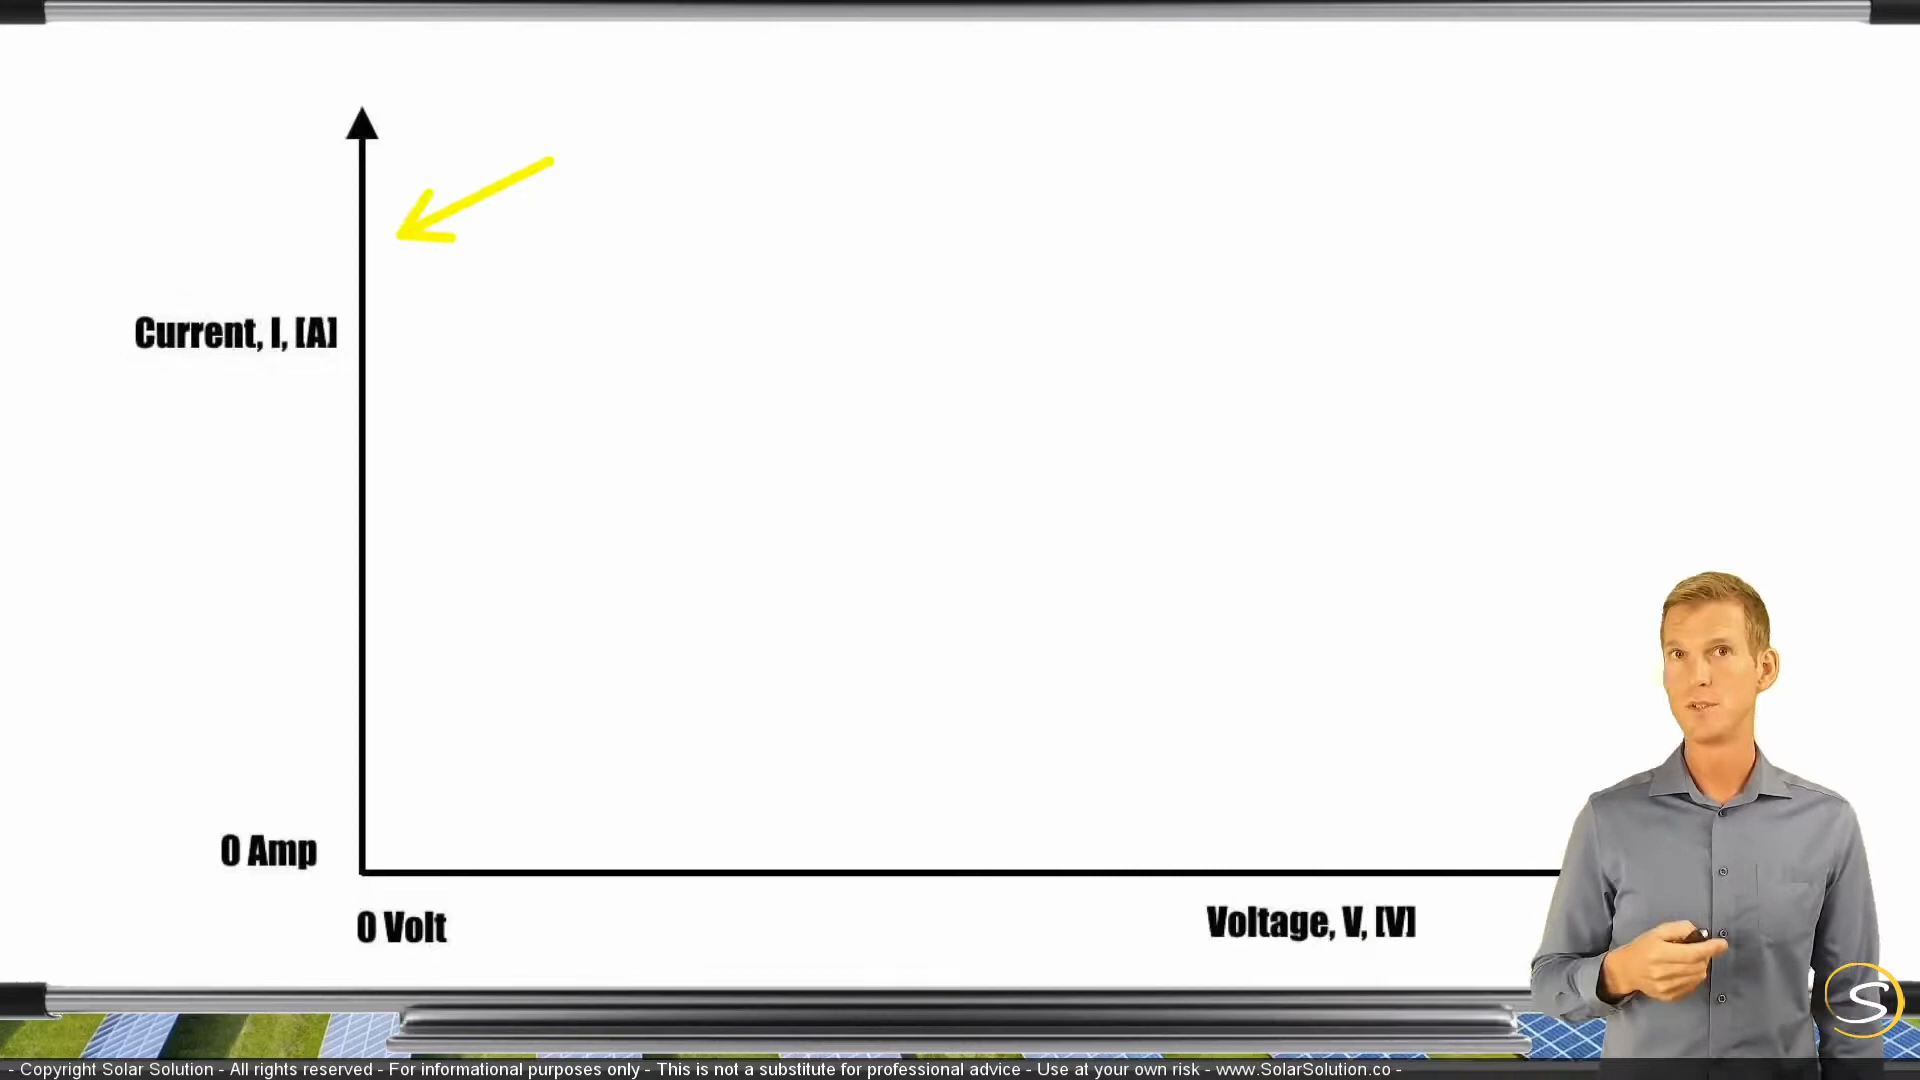 Current, I, [A]
0 Amp
0 Volt
Voltage, V, [V]
S
- Copyright Solar Solution - All rights reserved - For informational purposes only - This is not a substitute for professional advice - Use at your own risk - www.SolarSolution.co -